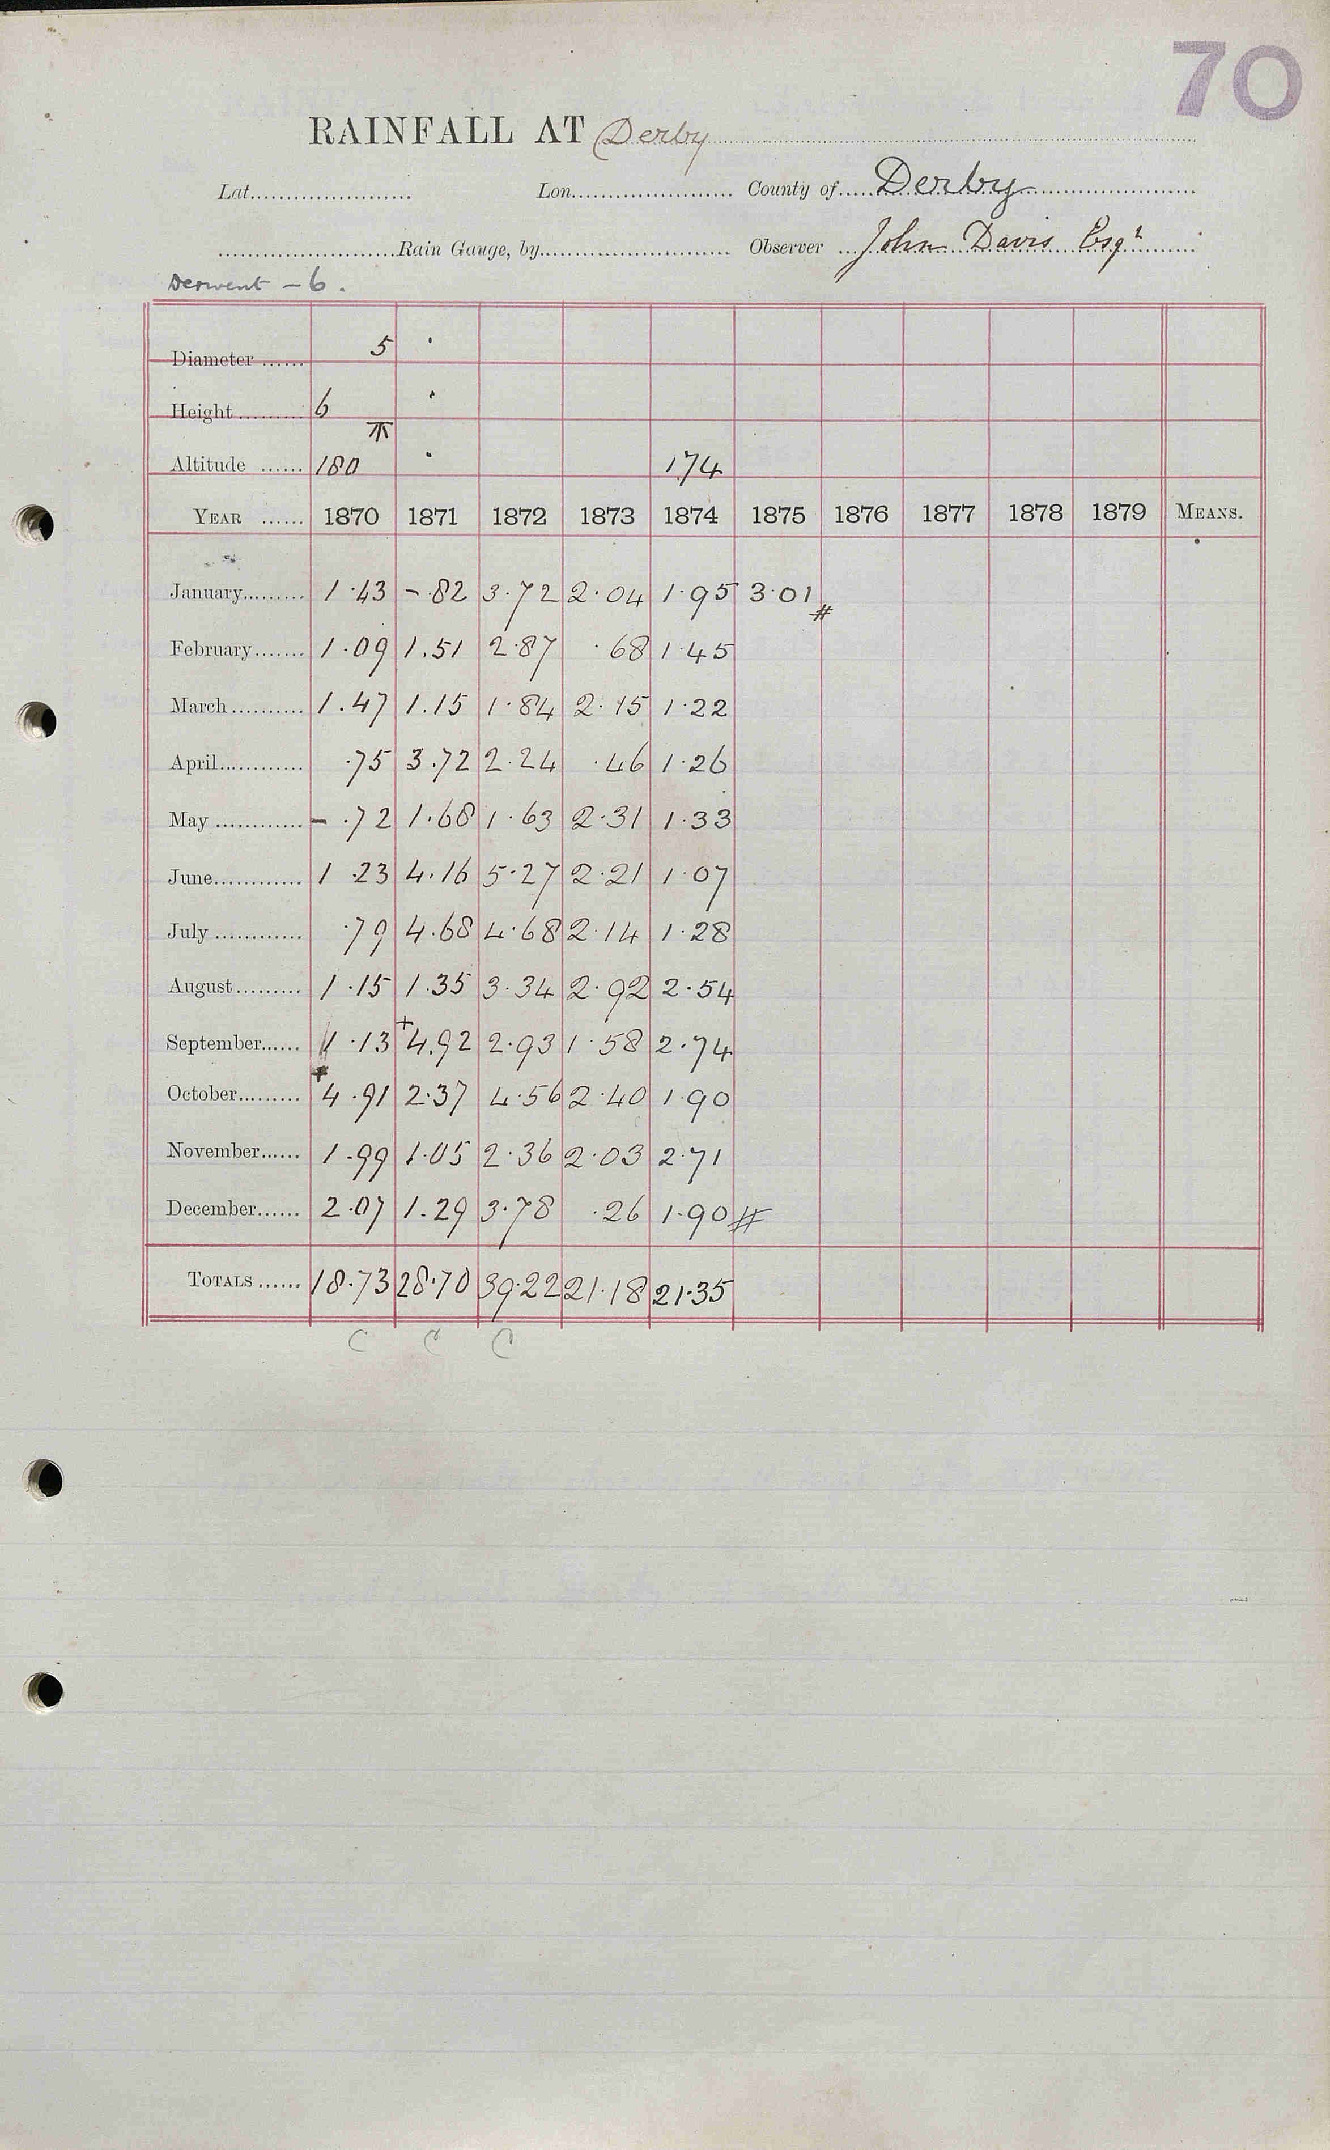 70
RAINFALL AT Derby
Lat. Lon. County of Derby
Rain Gauge, by Observer John Davis Esqr
Derwent - 6.
Diameter 5 ·
Height 6 ·
Altitude 180 · 174
YEAR 1870 1871 1872 1873 1874 1875 1876 1877 1878 1879 MEANS.
January 1·43 -·82 3·72 2·04 1·95 3·01 #
February 1·09 1.51 2·87 ·68 1·45
March 1·47 1.15 1·84 2·15 1·22
April ·75 3.72 2·24 ·46 1·26
May - ·72 1.68 1·63 2·31 1·33
June 1·23 4.16 5·27 2·21 1·07
July ·79 4.68 4·68 2·14 1·28
August 1·15 1.35 3·34 2·92 2·54
September 1·13 +4.92 2·93 1·58 2·74
October +4·91 2·37 4·56 2·40 1·90
November 1·99 1·05 2·36 2·03 2·71
December 2·07 1.29 3·78 ·26 1·90 #
TOTALS 18·73 28·70 39·22 21·18 21·35
C C C